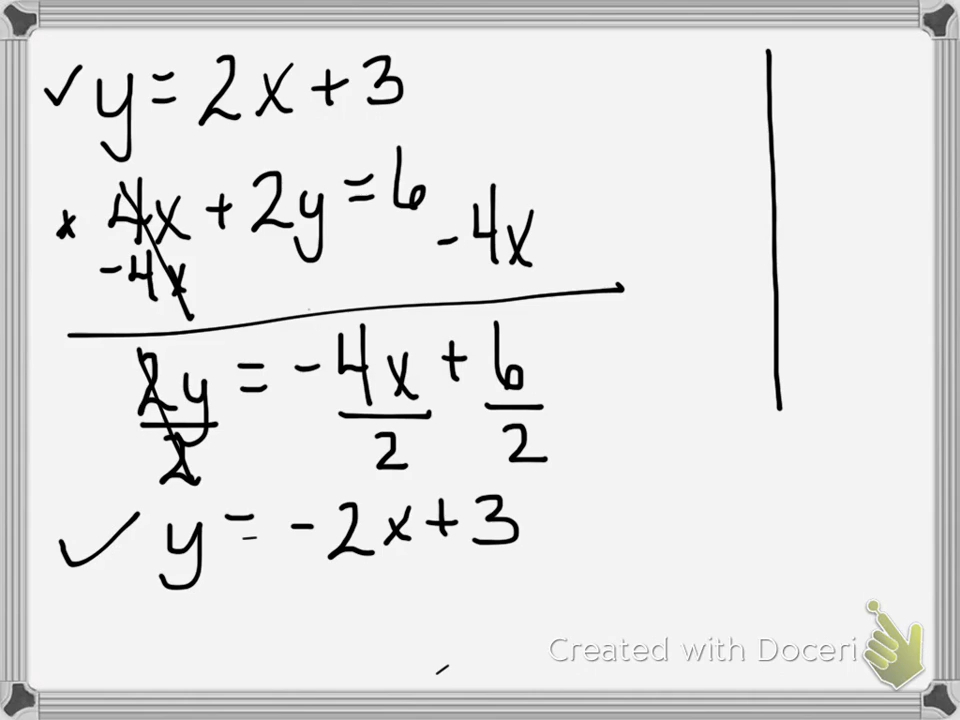 ✓ y = 2x + 3
* 4x + 2y = 6 - 4x
- 4x
2y = - 4x + 6
2 2 2
✓ y = - 2x + 3
Created with Doceri